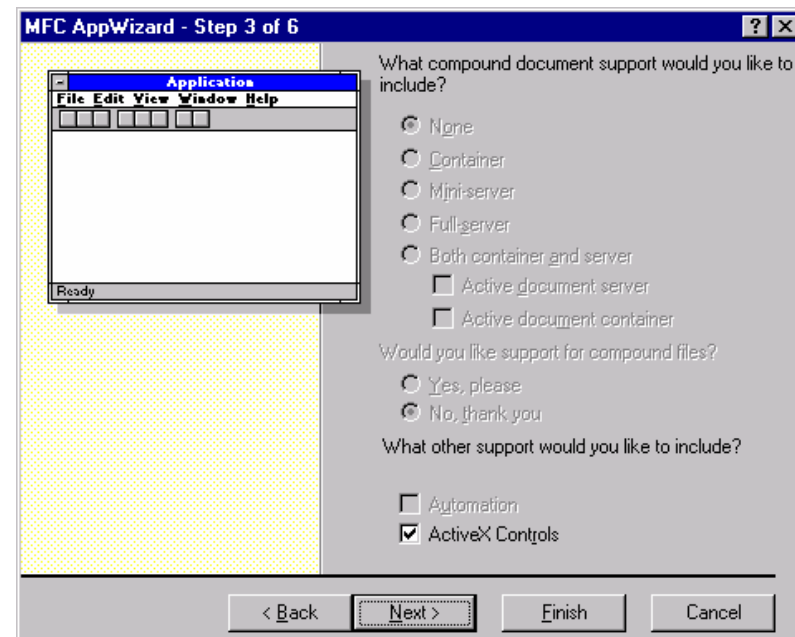 MFC AppWizard - Step 3 of 6
Application
File Edit View Window Help
Ready
What compound document support would you like to
include?
None
Container
Mini-server
Full-server
Both container and server
Active document server
Active document container
Would you like support for compound files?
Yes, please
No, thank you
What other support would you like to include?
Automation
ActiveX Controls
< Back Next > Finish Cancel